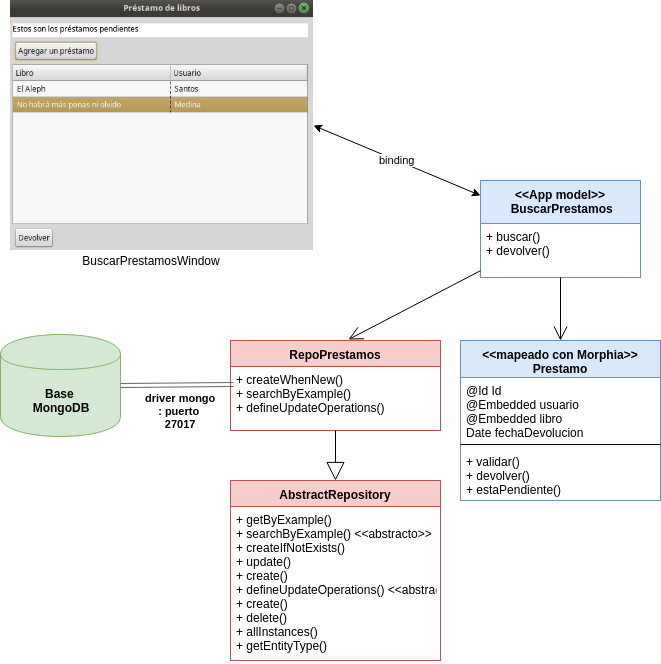 Préstamo de libros
Estos son los préstamos pendientes
Agregar un préstamo
Libro Usuario
El Aleph Santos
No habrá más penas ni olvido Medina
Devolver
BuscarPrestamosWindow
binding
<<App model>>
BuscarPrestamos
+ buscar()
+ devolver()
Base
MongoDB
driver mongo
: puerto
27017
RepoPrestamos
+ createWhenNew()
+ searchByExample()
+ defineUpdateOperations()
<<mapeado con Morphia>>
Prestamo
@Id Id
@Embedded usuario
@Embedded libro
Date fechaDevolucion
+ validar()
+ devolver()
+ estaPendiente()
AbstractRepository
+ getByExample()
+ searchByExample() <<abstracto>>
+ createIfNotExists()
+ update()
+ create()
+ defineUpdateOperations() <<abstrac
+ create()
+ delete()
+ allInstances()
+ getEntityType()